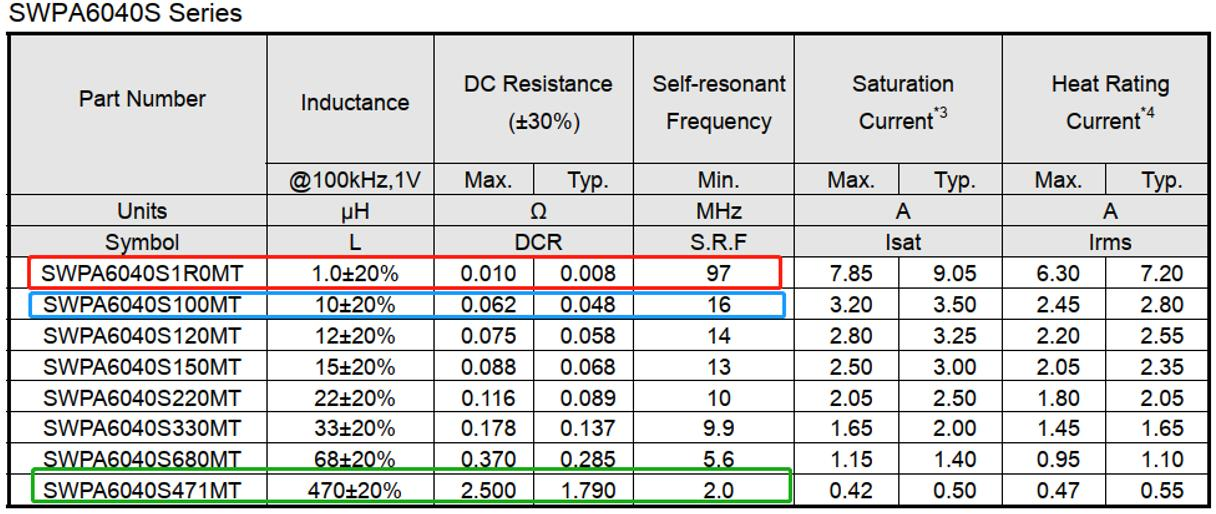 SWPA6040S Series
Part Number Inductance DC Resistance (±30%) Self-resonant Frequency Saturation Current*3 Heat Rating Current*4
@100kHz,1V Max. Typ. Min. Max. Typ. Max. Typ.
Units μH Ω MHz A A
Symbol L DCR S.R.F Isat Irms
SWPA6040S1R0MT 1.0±20% 0.010 0.008 97 7.85 9.05 6.30 7.20
SWPA6040S100MT 10±20% 0.062 0.048 16 3.20 3.50 2.45 2.80
SWPA6040S120MT 12±20% 0.075 0.058 14 2.80 3.25 2.20 2.55
SWPA6040S150MT 15±20% 0.088 0.068 13 2.50 3.00 2.05 2.35
SWPA6040S220MT 22±20% 0.116 0.089 10 2.05 2.50 1.80 2.05
SWPA6040S330MT 33±20% 0.178 0.137 9.9 1.65 2.00 1.45 1.65
SWPA6040S680MT 68±20% 0.370 0.285 5.6 1.15 1.40 0.95 1.10
SWPA6040S471MT 470±20% 2.500 1.790 2.0 0.42 0.50 0.47 0.55